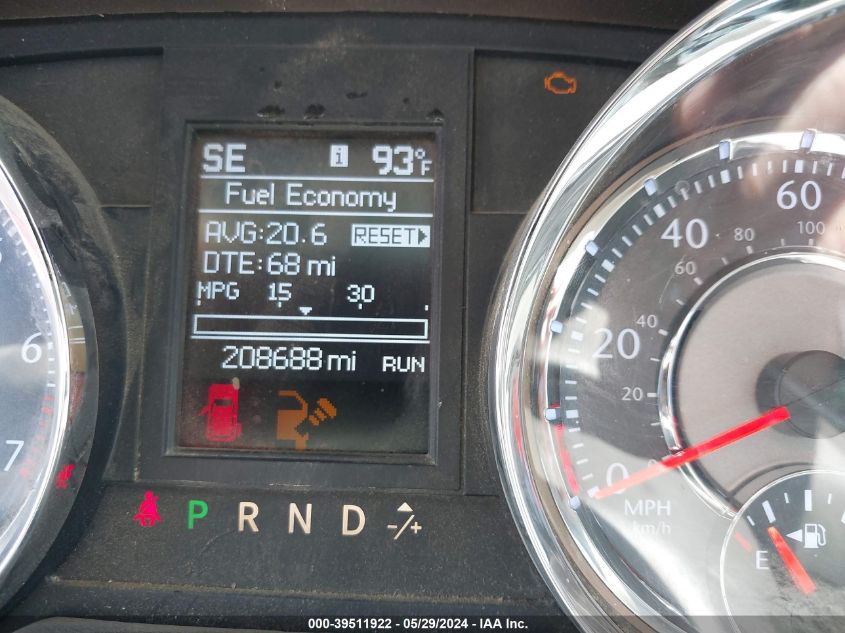 SE i 93°F
Fuel Economy
AVG:20.6 RESET
DTE:68 mi
MPG 15 30
208688 mi RUN
P R N D -/+
6
7
0 20 40 60
20 40 60 80 100
MPH
km/h
E
000-39511922 - 05/29/2024 - IAA Inc.